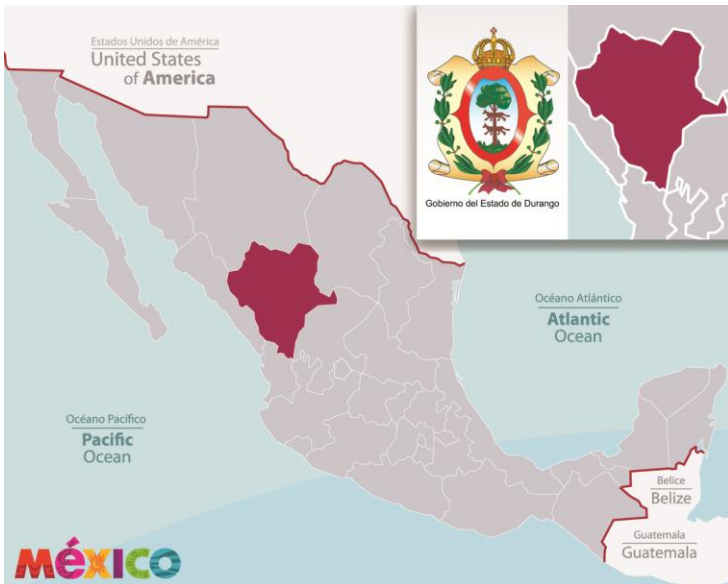 Estados Unidos de América
United States
of America
Gobierno del Estado de Durango
Océano Atlántico
Atlantic
Ocean
Océano Pacífico
Pacific
Ocean
Belice
Belize
Guatemala
Guatemala
MéXICO